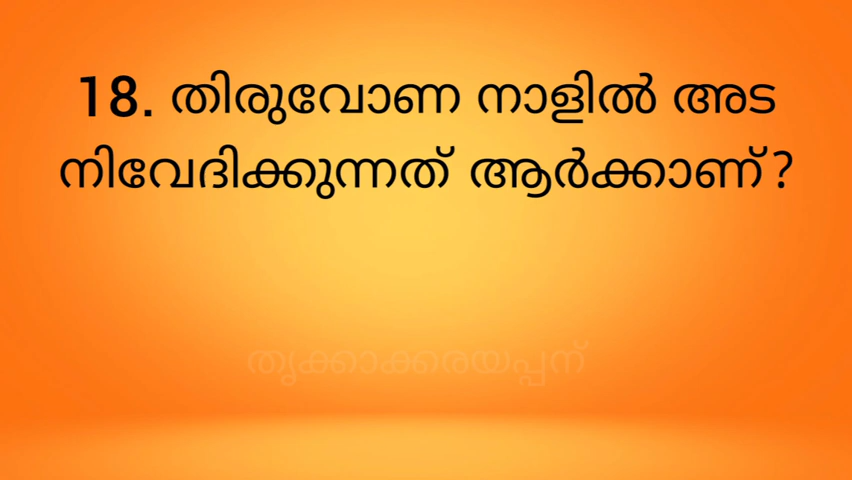 18. തിരുവോണ നാളിൽ അട
നിവേദിക്കുന്നത് ആർക്കാണ്?
തൃക്കാക്കരയപ്പന്